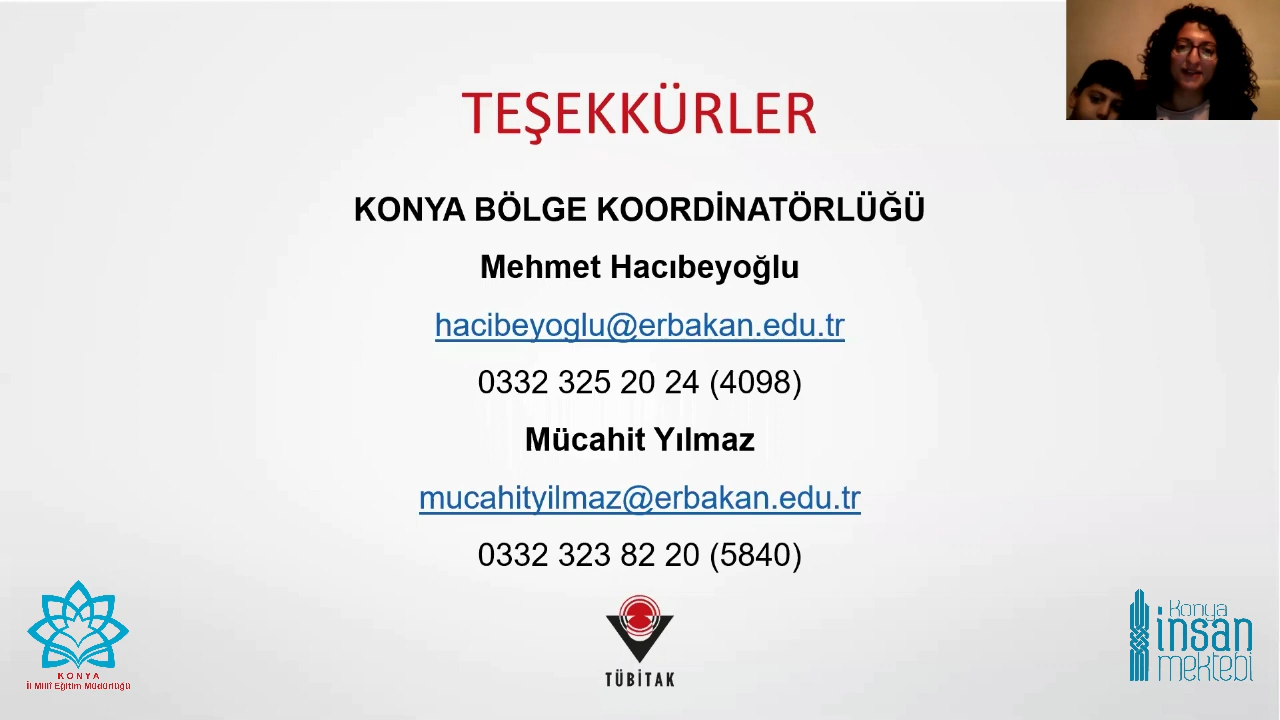 TEŞEKKÜRLER
KONYA BÖLGE KOORDİNATÖRLÜĞÜ
Mehmet Hacıbeyoğlu
hacibeyoglu@erbakan.edu.tr
0332 325 20 24 (4098)
Mücahit Yılmaz
mucahityilmaz@erbakan.edu.tr
0332 323 82 20 (5840)
KONYA
İl Millî Eğitim Müdürlüğü
TÜBİTAK
Konya
insan
mektebi